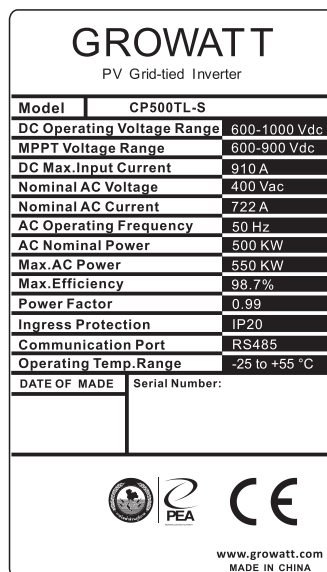 GROWATT
PV Grid-tied Inverter
Model CP500TL-S
DC Operating Voltage Range 600-1000 Vdc
MPPT Voltage Range 600-900 Vdc
DC Max.Input Current 910 A
Nominal AC Voltage 400 Vac
Nominal AC Current 722 A
AC Operating Frequency 50 Hz
AC Nominal Power 500 KW
Max.AC Power 550 KW
Max.Efficiency 98.7%
Power Factor 0.99
Ingress Protection IP20
Communication Port RS485
Operating Temp.Range -25 to +55 °C
DATE OF MADE Serial Number:
PEA
CE
www.growatt.com
MADE IN CHINA